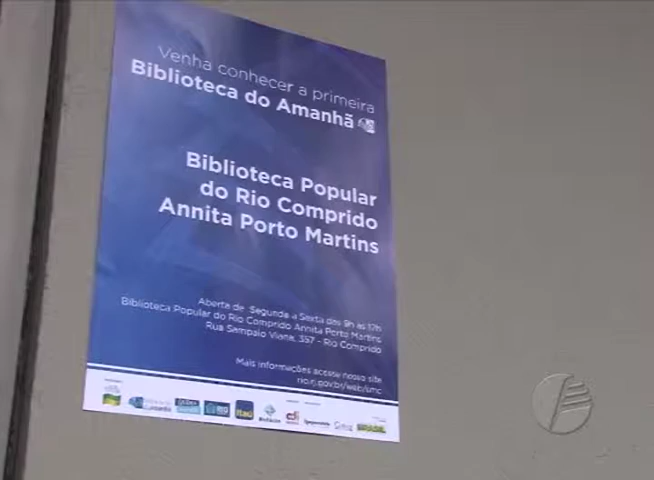 Venha conhecer a primeira
Biblioteca do Amanhã
Biblioteca Popular
do Rio Comprido
Annita Porto Martins
Aberta de Segunda a Sexta das 9h às 17h
Biblioteca Popular do Rio Comprido Annita Porto Martins
Rua Sampaio Viana, 357 - Rio Comprido
Mais informações acesse nosso site
rio.rj.gov.br/web/smc
Itaú
BRASIL